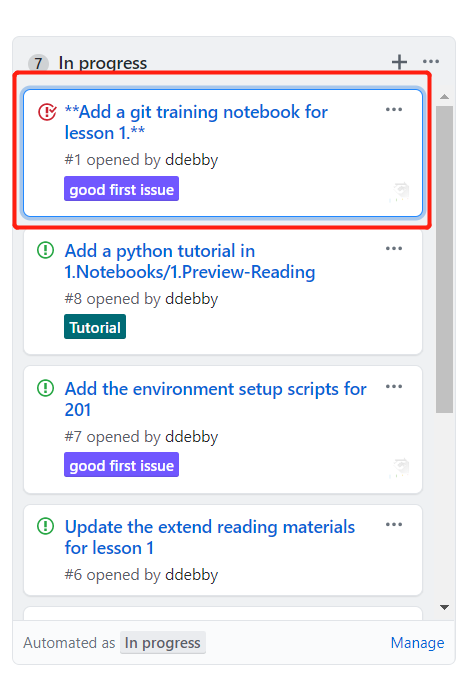 7 In progress
**Add a git training notebook for
lesson 1.**
#1 opened by ddebby
good first issue
Add a python tutorial in
1.Notebooks/1.Preview-Reading
#8 opened by ddebby
Tutorial
Add the environment setup scripts for
201
#7 opened by ddebby
good first issue
Update the extend reading materials
for lesson 1
#6 opened by ddebby
Automated as In progress Manage